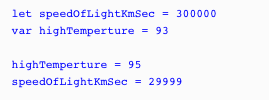 let speedOfLightKmSec = 300000
var highTemperture = 93
highTemperture = 95
speedOfLightKmSec = 29999